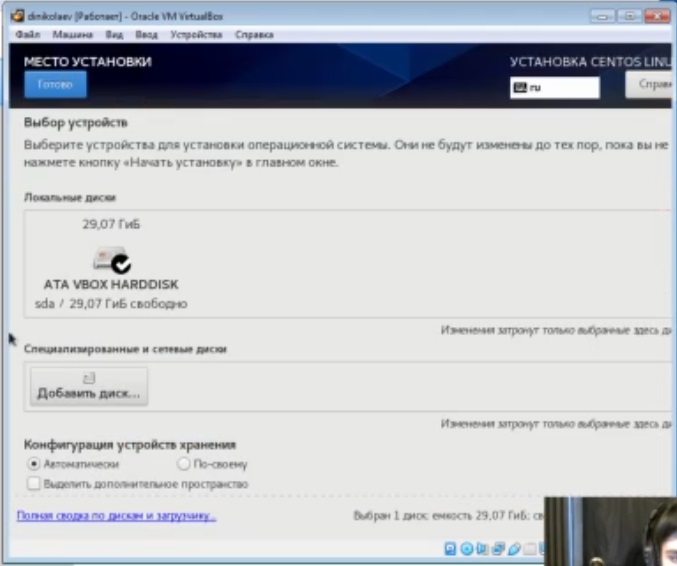 dinikolaev [Работает] - Oracle VM VirtualBox
Файл Машина Вид Ввод Устройства Справка
МЕСТО УСТАНОВКИ
УСТАНОВКА CENTOS LINU
Готово
ru
Справк
Выбор устройств
Выберите устройства для установки операционной системы. Они не будут изменены до тех пор, пока вы не
нажмете кнопку «Начать установку» в главном окне.
Локальные диски
29,07 ГиБ
ATA VBOX HARDDISK
sda / 29,07 ГиБ свободно
Изменения затронут только выбранные здесь ди
Специализированные и сетевые диски
Добавить диск...
Изменения затронут только выбранные здесь ди
Конфигурация устройств хранения
Автоматически
По-своему
Выделить дополнительное пространство
Полная сводка по дискам и загрузчику...
Выбран 1 диск; емкость 29,07 ГиБ; св